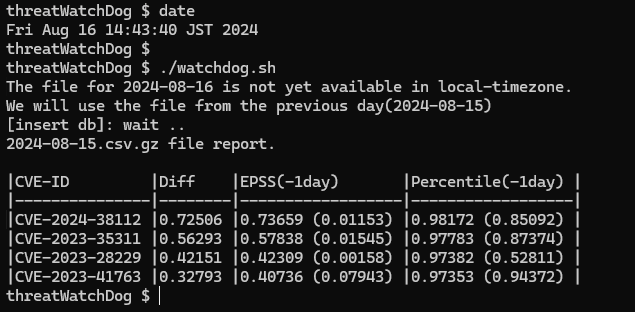 threatWatchDog $ date
Fri Aug 16 14:43:40 JST 2024
threatWatchDog $
threatWatchDog $ ./watchdog.sh
The file for 2024-08-16 is not yet available in local-timezone.
We will use the file from the previous day(2024-08-15)
[insert db]: wait ..
2024-08-15.csv.gz file report.

|CVE-ID        |Diff    |EPSS(-1day)       |Percentile(-1day) |
|--------------|--------|-----------------|-----------------|
|CVE-2024-38112 |0.72506 |0.73659 (0.01153) |0.98172 (0.85092) |
|CVE-2023-35311 |0.56293 |0.57838 (0.01545) |0.97783 (0.87374) |
|CVE-2023-28229 |0.42151 |0.42309 (0.00158) |0.97382 (0.52811) |
|CVE-2023-41763 |0.32793 |0.40736 (0.07943) |0.97353 (0.94372) |
threatWatchDog $